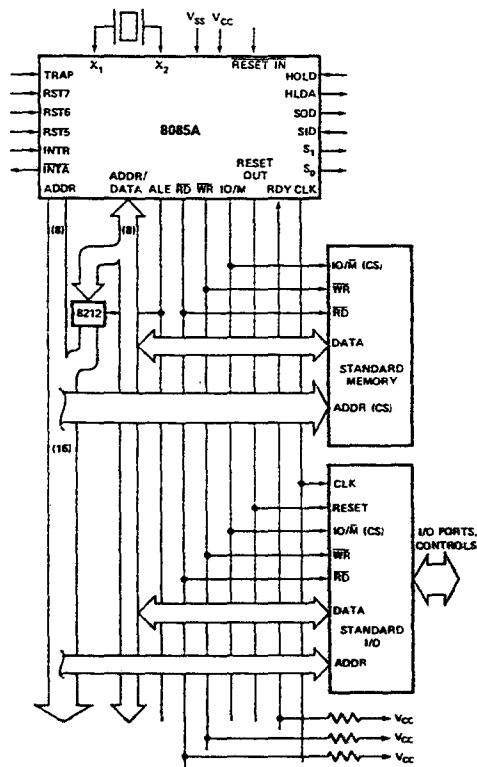 VSS VCC
X1 X2 RESET IN
TRAP HOLD
RST7 HLDA
RST6 SOD
8085A
RST5 SID
INTR S1
INTA S0
ADDR/ RESET
DATA OUT
ADDR ALE RD WR IO/M RDY CLK
(8) (8)
IO/M (CS)
WR
8212
RD
DATA
STANDARD
MEMORY
ADDR (CS)
(16)
CLK
RESET
IO/M (CS)
I/O PORTS,
CONTROLS
WR
RD
DATA
STANDARD
I/O
ADDR
VCC
VCC
VCC